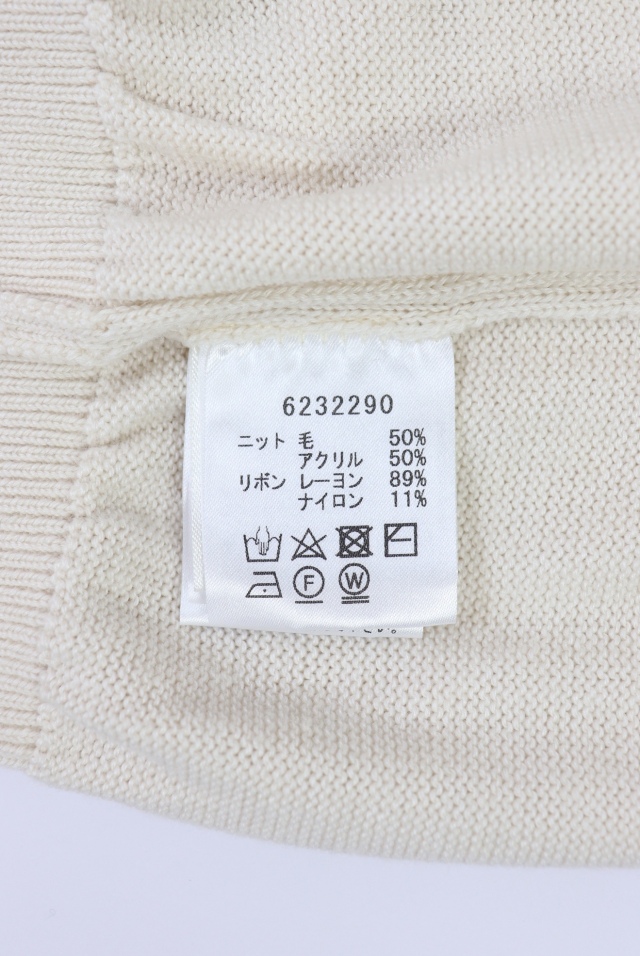 6232290
ニット 毛 50%
アクリル 50%
リボン レーヨン 89%
ナイロン 11%
F W